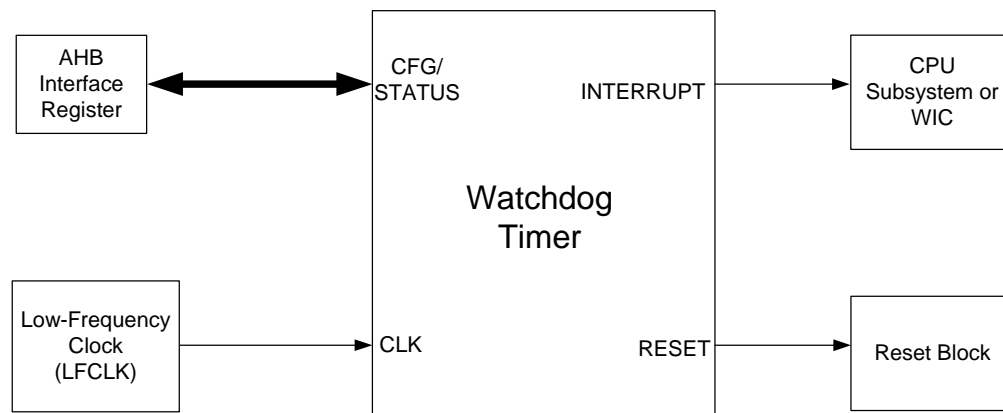 AHB
Interface
Register
CFG/
STATUS
INTERRUPT
CPU
Subsystem or
WIC
Watchdog
Timer
Low-Frequency
Clock
(LFCLK)
CLK
RESET
Reset Block